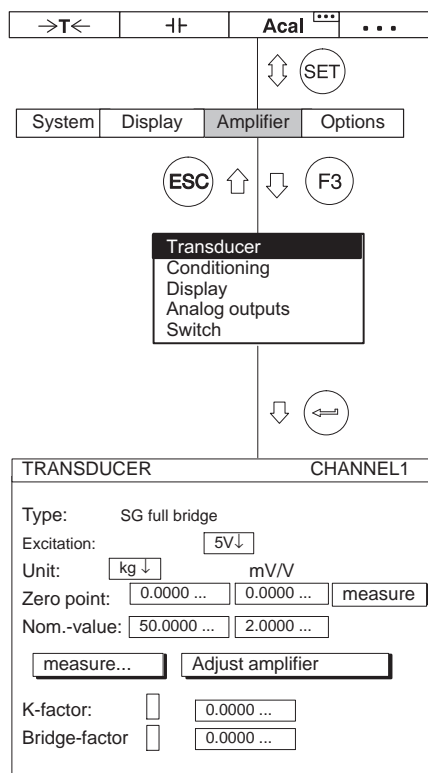 →T← ⊣⊢ Acal ...
SET
System Display Amplifier Options
ESC F3
Transducer
Conditioning
Display
Analog outputs
Switch
TRANSDUCER CHANNEL1
Type: SG full bridge
Excitation: 5V↓
Unit: kg ↓ mV/V
Zero point: 0.0000 ... 0.0000 ... measure
Nom.-value: 50.0000 ... 2.0000 ...
measure... Adjust amplifier
K-factor: 0.0000 ...
Bridge-factor 0.0000 ...